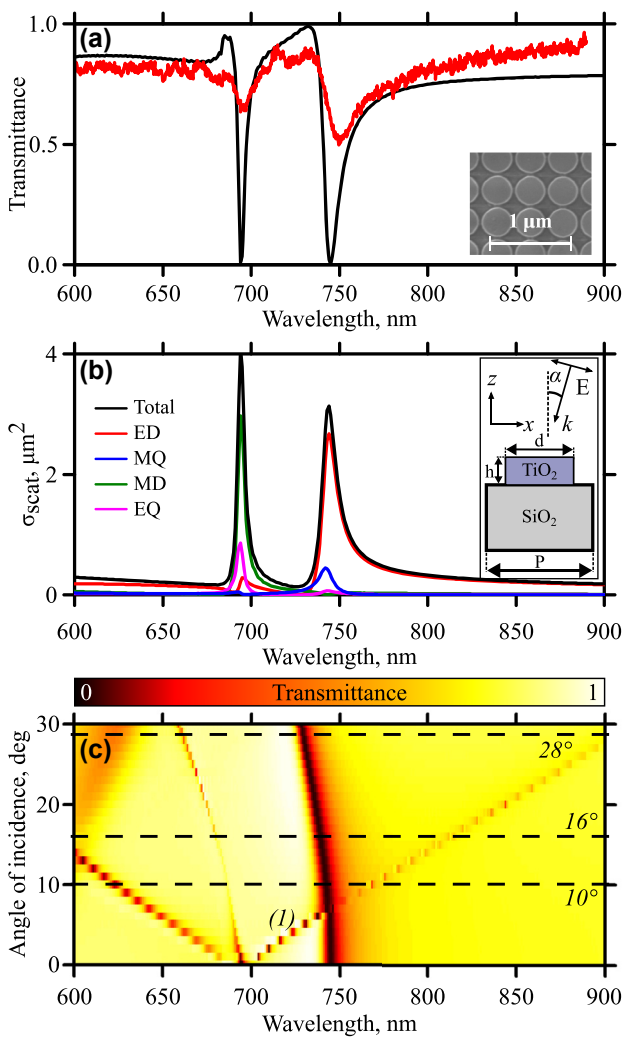 (a)
1.0
0.5
0.0
Transmittance
1 μm
600 650 700 750 800 850 900
Wavelength, nm
(b)
4
2
0
σscat, μm²
Total
ED
MQ
MD
EQ
α
E
z
x
k
d
h
TiO₂
SiO₂
P
600 650 700 750 800 850 900
Wavelength, nm
0 Transmittance 1
(c)
30
20
10
0
Angle of incidence, deg
28°
16°
10°
(1)
600 650 700 750 800 850 900
Wavelength, nm